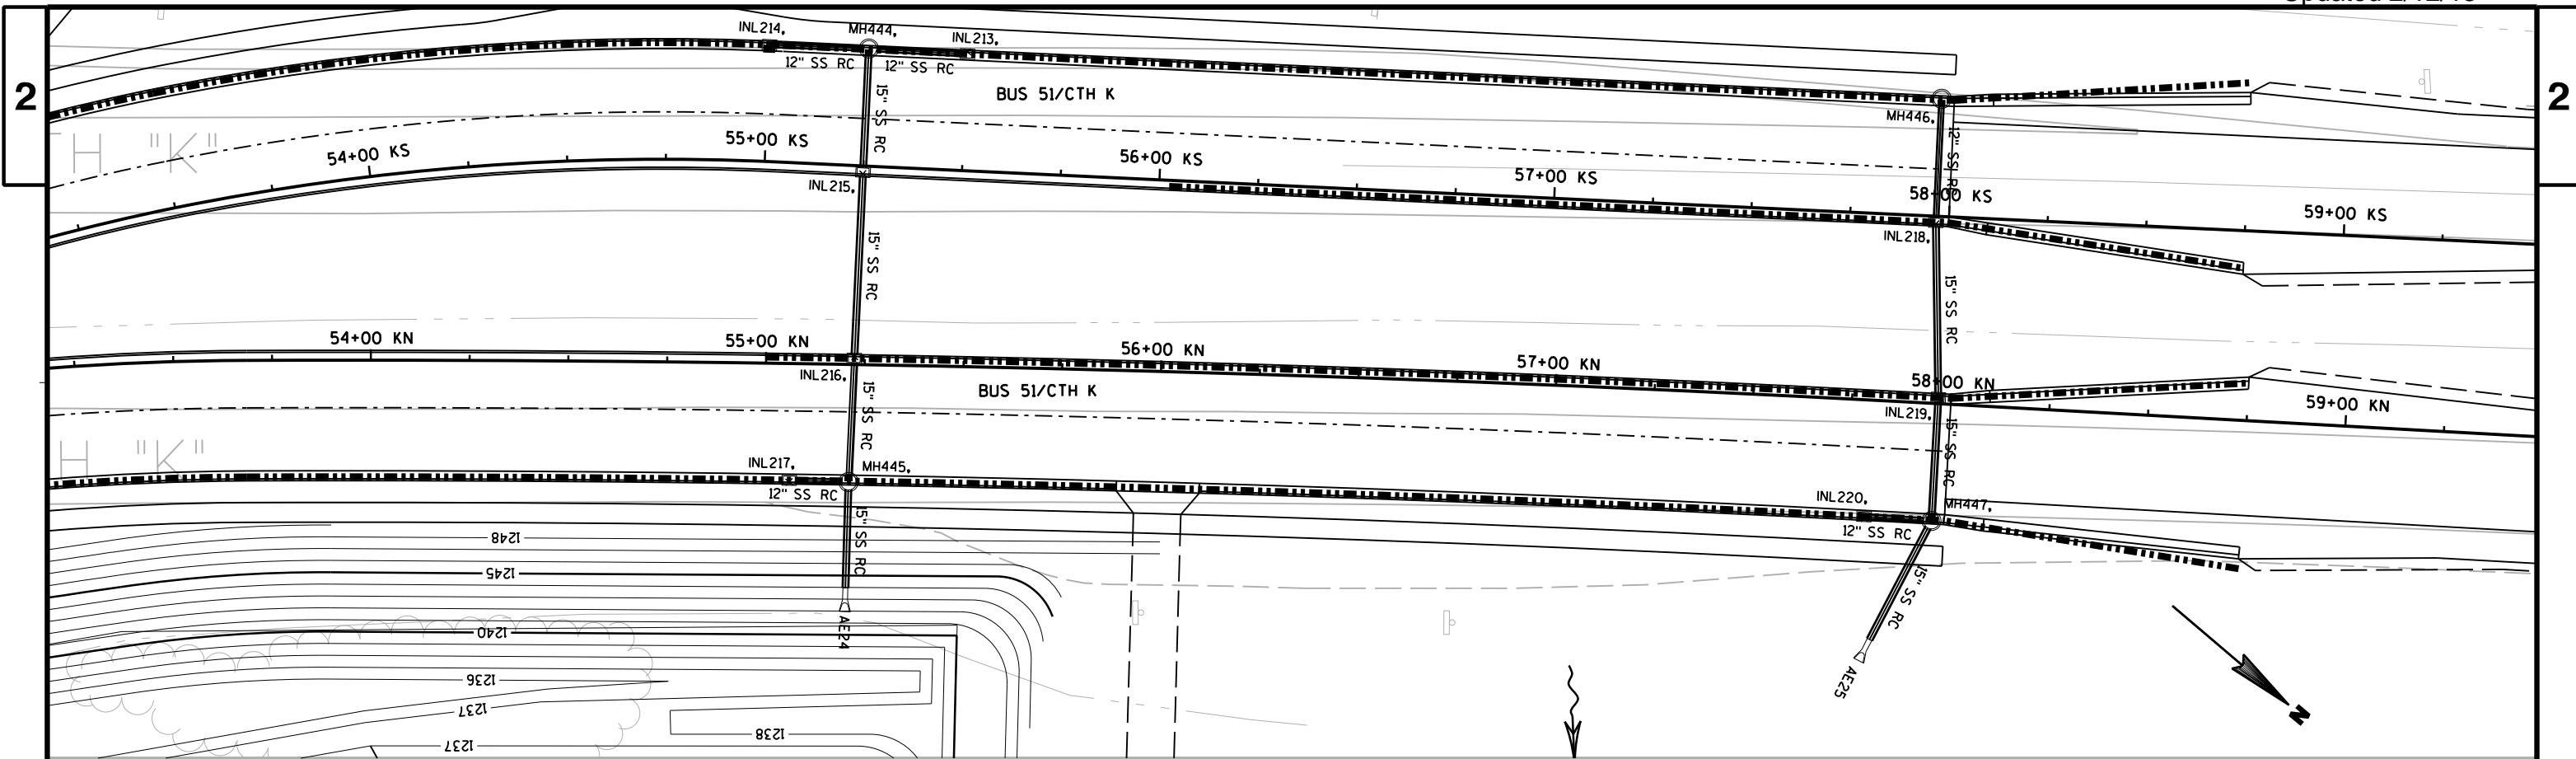 2
2
INL214,
MH444,
INL213,
12" SS RC
12" SS RC
15" SS RC
BUS 51/CTH K
MH446,
12" SS RC
H "K"
54+00 KS
55+00 KS
56+00 KS
57+00 KS
58+00 KS
59+00 KS
INL215,
INL218,
15" SS RC
15" SS RC
54+00 KN
55+00 KN
56+00 KN
57+00 KN
58+00 KN
59+00 KN
INL216,
BUS 51/CTH K
INL219,
15" SS RC
15" SS RC
H "K"
INL217,
MH445,
12" SS RC
INL220,
MH447,
12" SS RC
15" SS RC
15" SS RC
1248
1245
1240
AE24
AE25
1236
1237
1237
1238
N